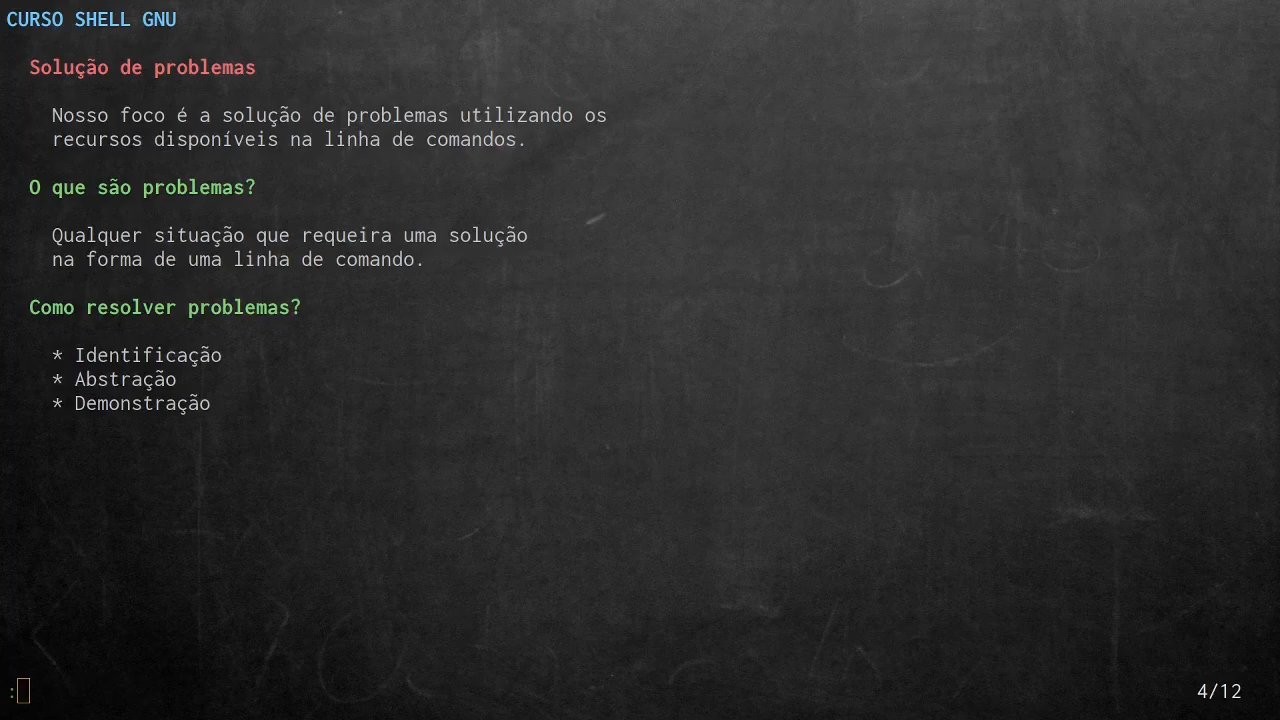 CURSO SHELL GNU
Solução de problemas
Nosso foco é a solução de problemas utilizando os
recursos disponíveis na linha de comandos.
O que são problemas?
Qualquer situação que requeira uma solução
na forma de uma linha de comando.
Como resolver problemas?
* Identificação
* Abstração
* Demonstração
:
4/12